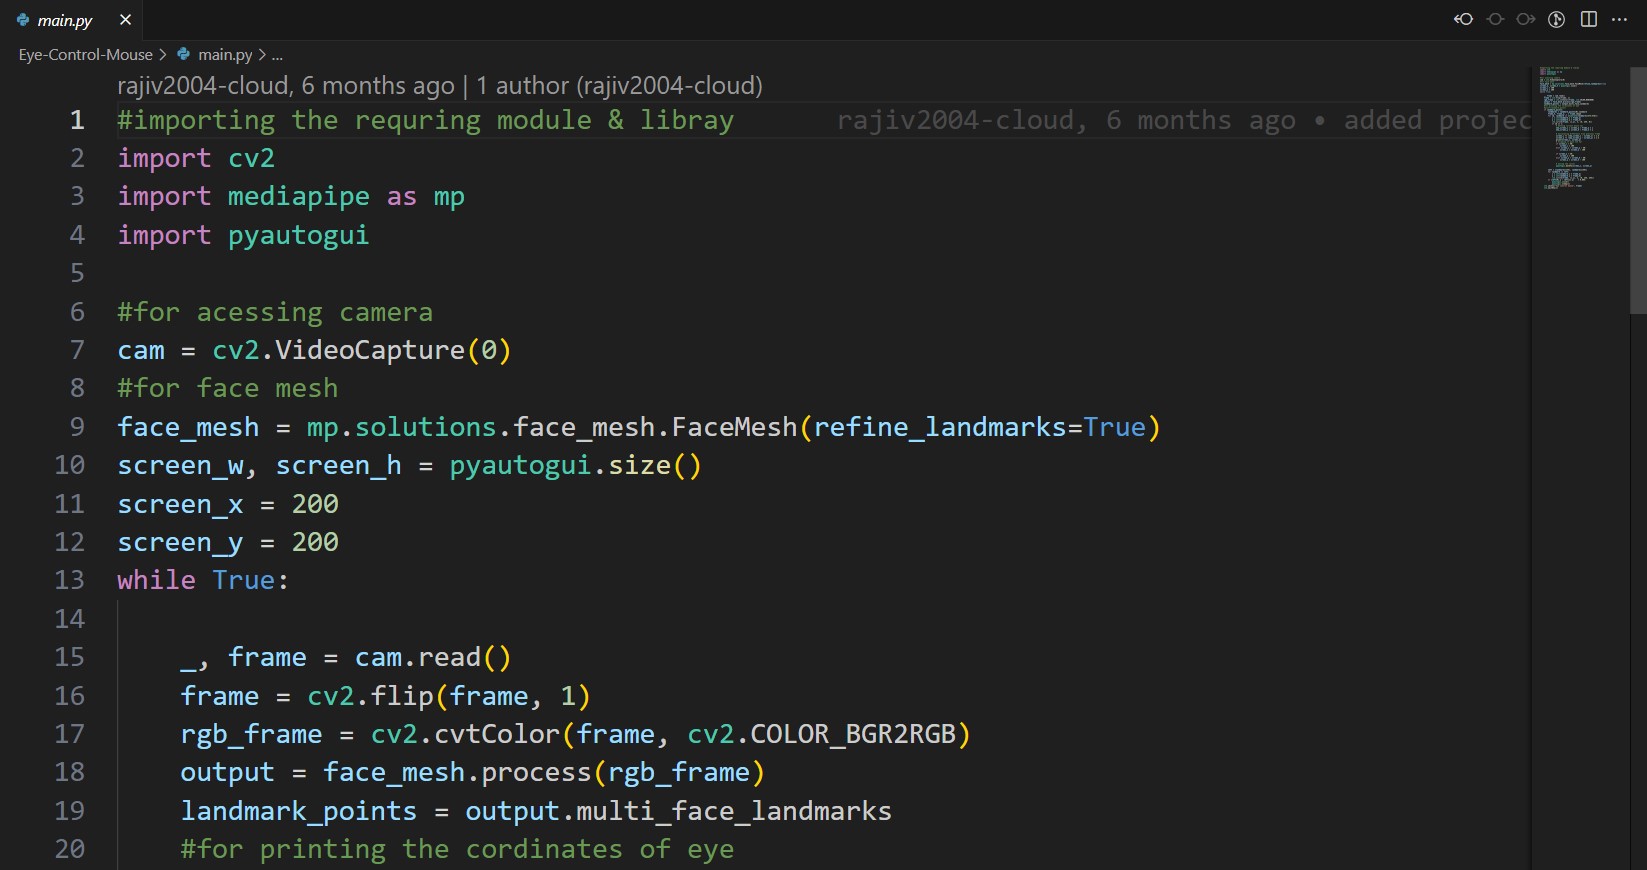 main.py
Eye-Control-Mouse > main.py > ...
rajiv2004-cloud, 6 months ago | 1 author (rajiv2004-cloud)
1 #importing the requring module & libray rajiv2004-cloud, 6 months ago • added projec
2 import cv2
3 import mediapipe as mp
4 import pyautogui
5
6 #for acessing camera
7 cam = cv2.VideoCapture(0)
8 #for face mesh
9 face_mesh = mp.solutions.face_mesh.FaceMesh(refine_landmarks=True)
10 screen_w, screen_h = pyautogui.size()
11 screen_x = 200
12 screen_y = 200
13 while True:
14
15 _, frame = cam.read()
16 frame = cv2.flip(frame, 1)
17 rgb_frame = cv2.cvtColor(frame, cv2.COLOR_BGR2RGB)
18 output = face_mesh.process(rgb_frame)
19 landmark_points = output.multi_face_landmarks
20 #for printing the cordinates of eye